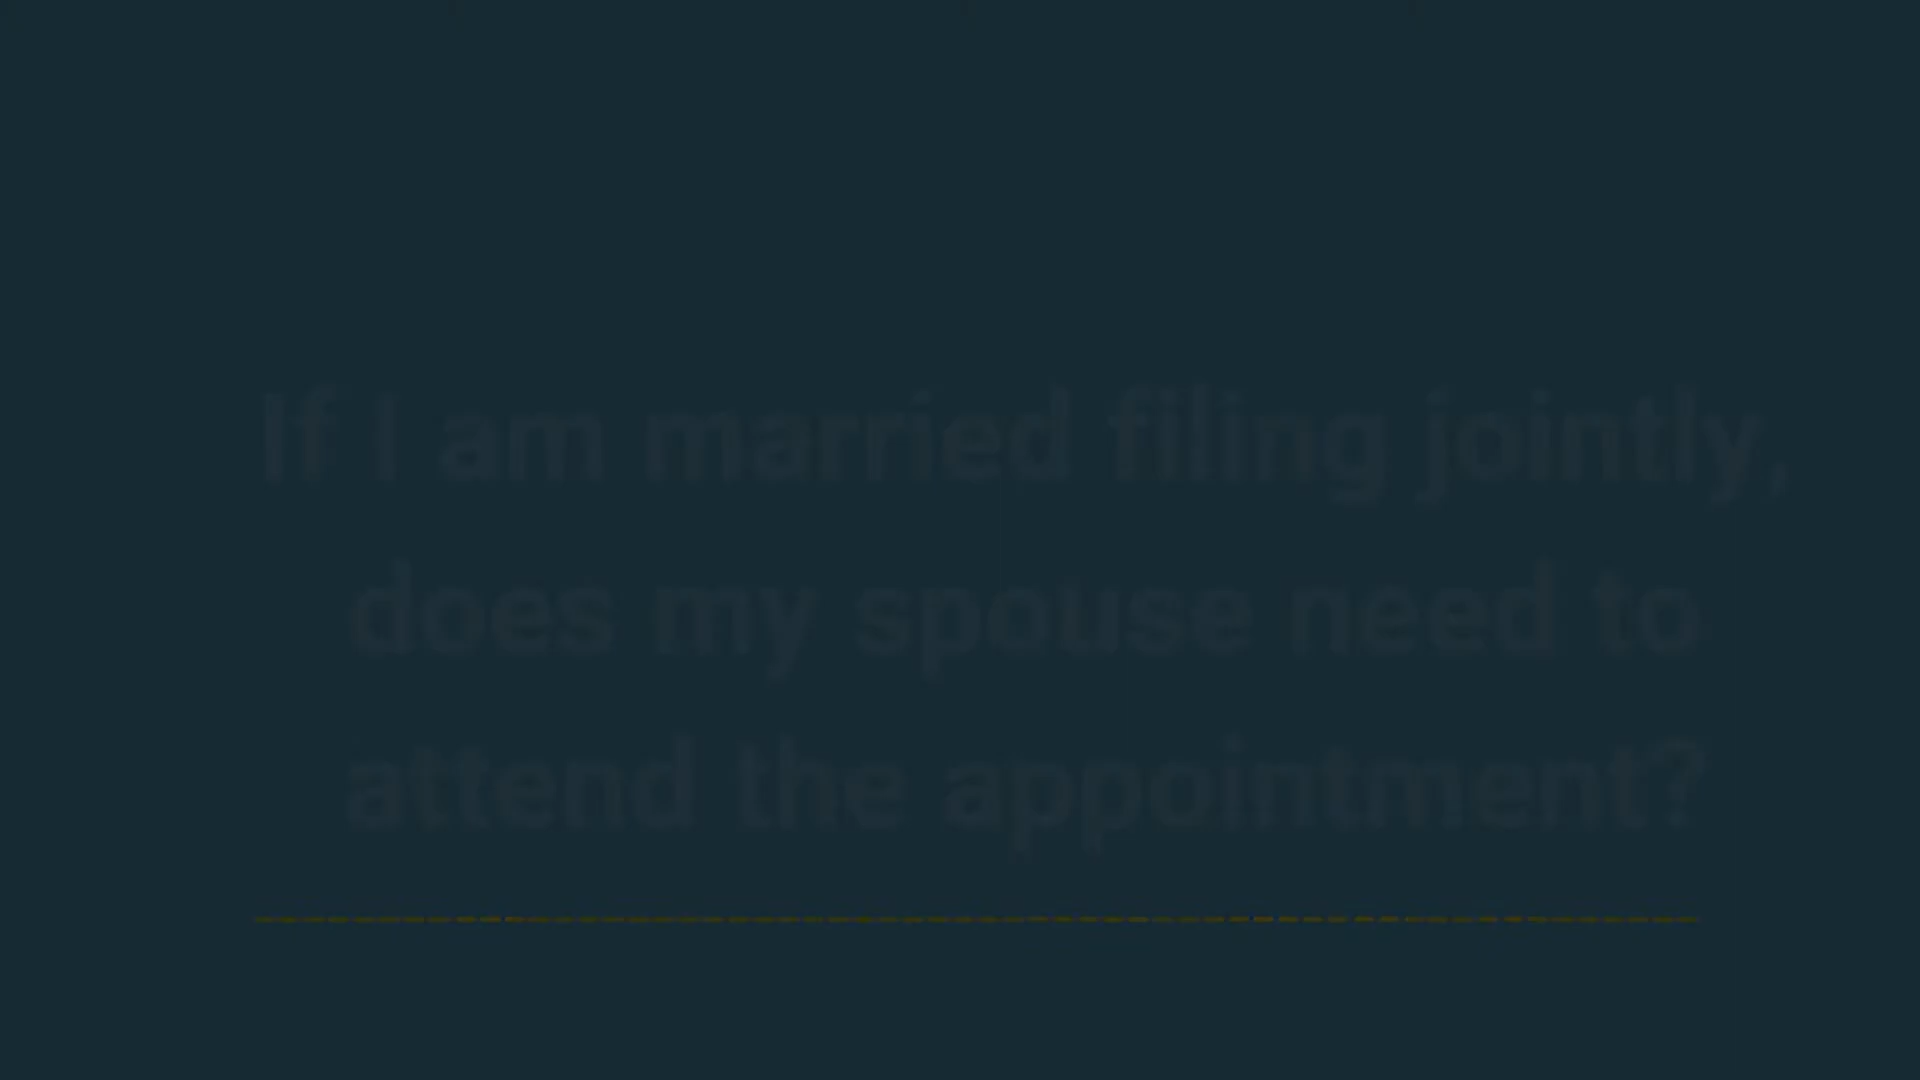 If I am married filing jointly,
does my spouse need to
attend the appointment?